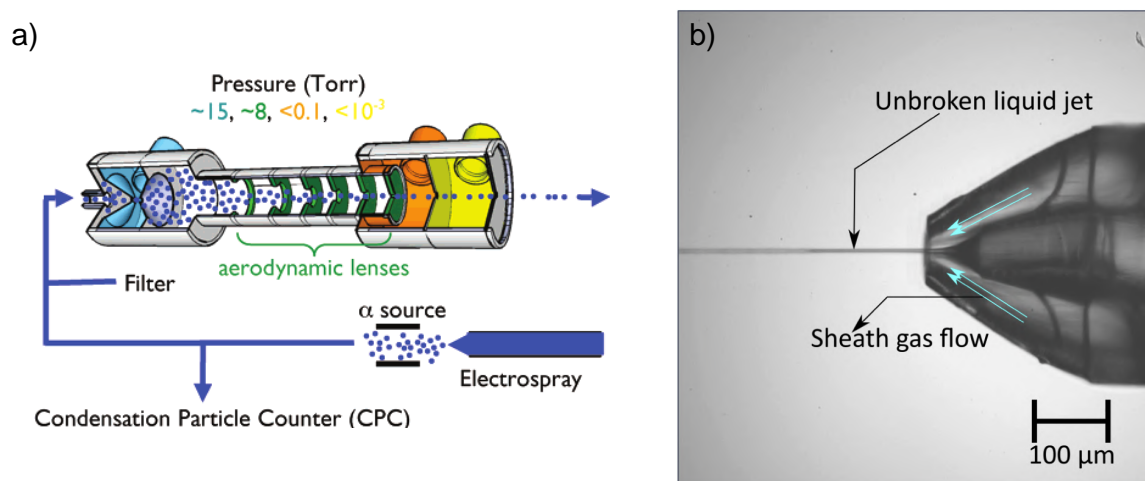 a)
Pressure (Torr)
~15, ~8, <0.1, <10⁻³
aerodynamic lenses
Filter
α source
Electrospray
Condensation Particle Counter (CPC)
b)
Unbroken liquid jet
Sheath gas flow
100 µm